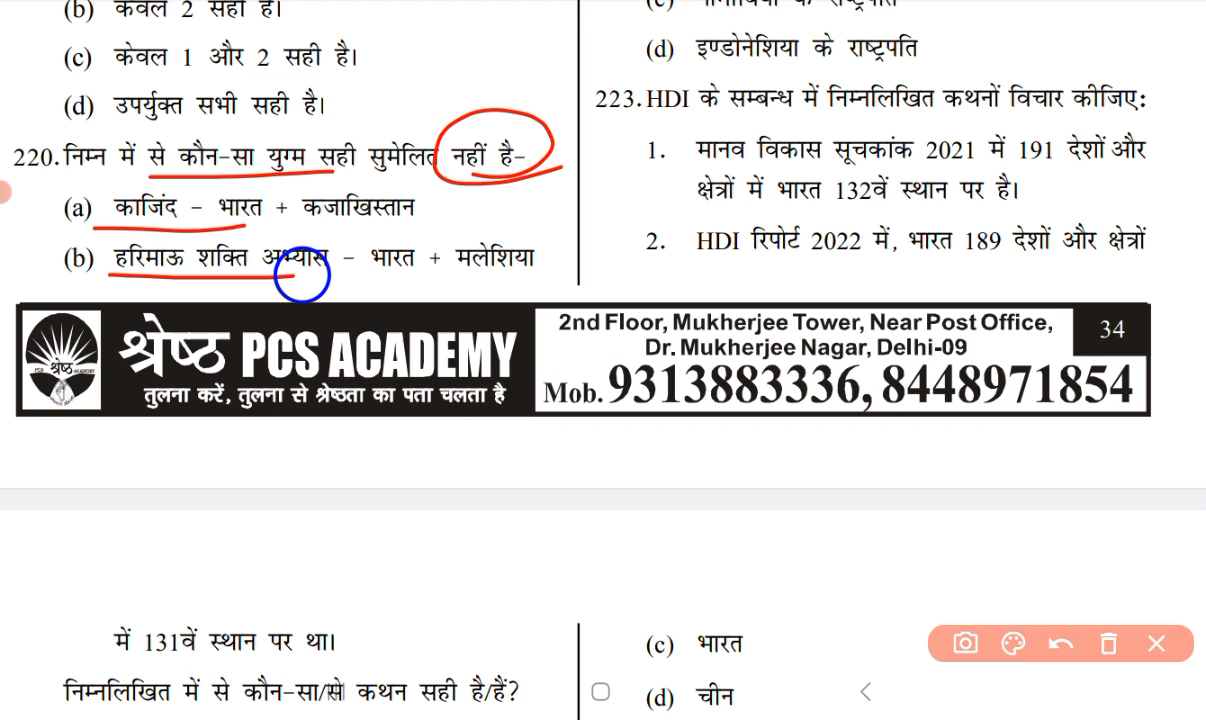 (b) केवल 2 सही है।
(c) केवल 1 और 2 सही है।
(d) उपर्युक्त सभी सही है।
220. निम्न में से कौन-सा युग्म सही सुमेलित नहीं है-
(a) काजिंद - भारत + कजाखिस्तान
(b) हरिमाऊ शक्ति अभ्यास - भारत + मलेशिया
(d) इण्डोनेशिया के राष्ट्रपति
223. HDI के सम्बन्ध में निम्नलिखित कथनों विचार कीजिए:
1. मानव विकास सूचकांक 2021 में 191 देशों और
क्षेत्रों में भारत 132वें स्थान पर है।
2. HDI रिपोर्ट 2022 में, भारत 189 देशों और क्षेत्रों
श्रेष्ठ PCS ACADEMY
तुलना करें, तुलना से श्रेष्ठता का पता चलता है
2nd Floor, Mukherjee Tower, Near Post Office,
Dr. Mukherjee Nagar, Delhi-09
Mob. 9313883336, 8448971854
34
में 131वें स्थान पर था।
निम्नलिखित में से कौन-सा/से कथन सही है/हैं?
(c) भारत
(d) चीन